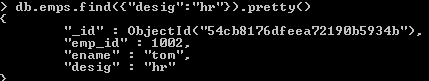 > db.emps.find({"desig":"hr"}).pretty()
{
"_id" : ObjectId("54cb8176dfeea72190b5934b"),
"emp_id" : 1002,
"ename" : "tom",
"desig" : "hr"
}